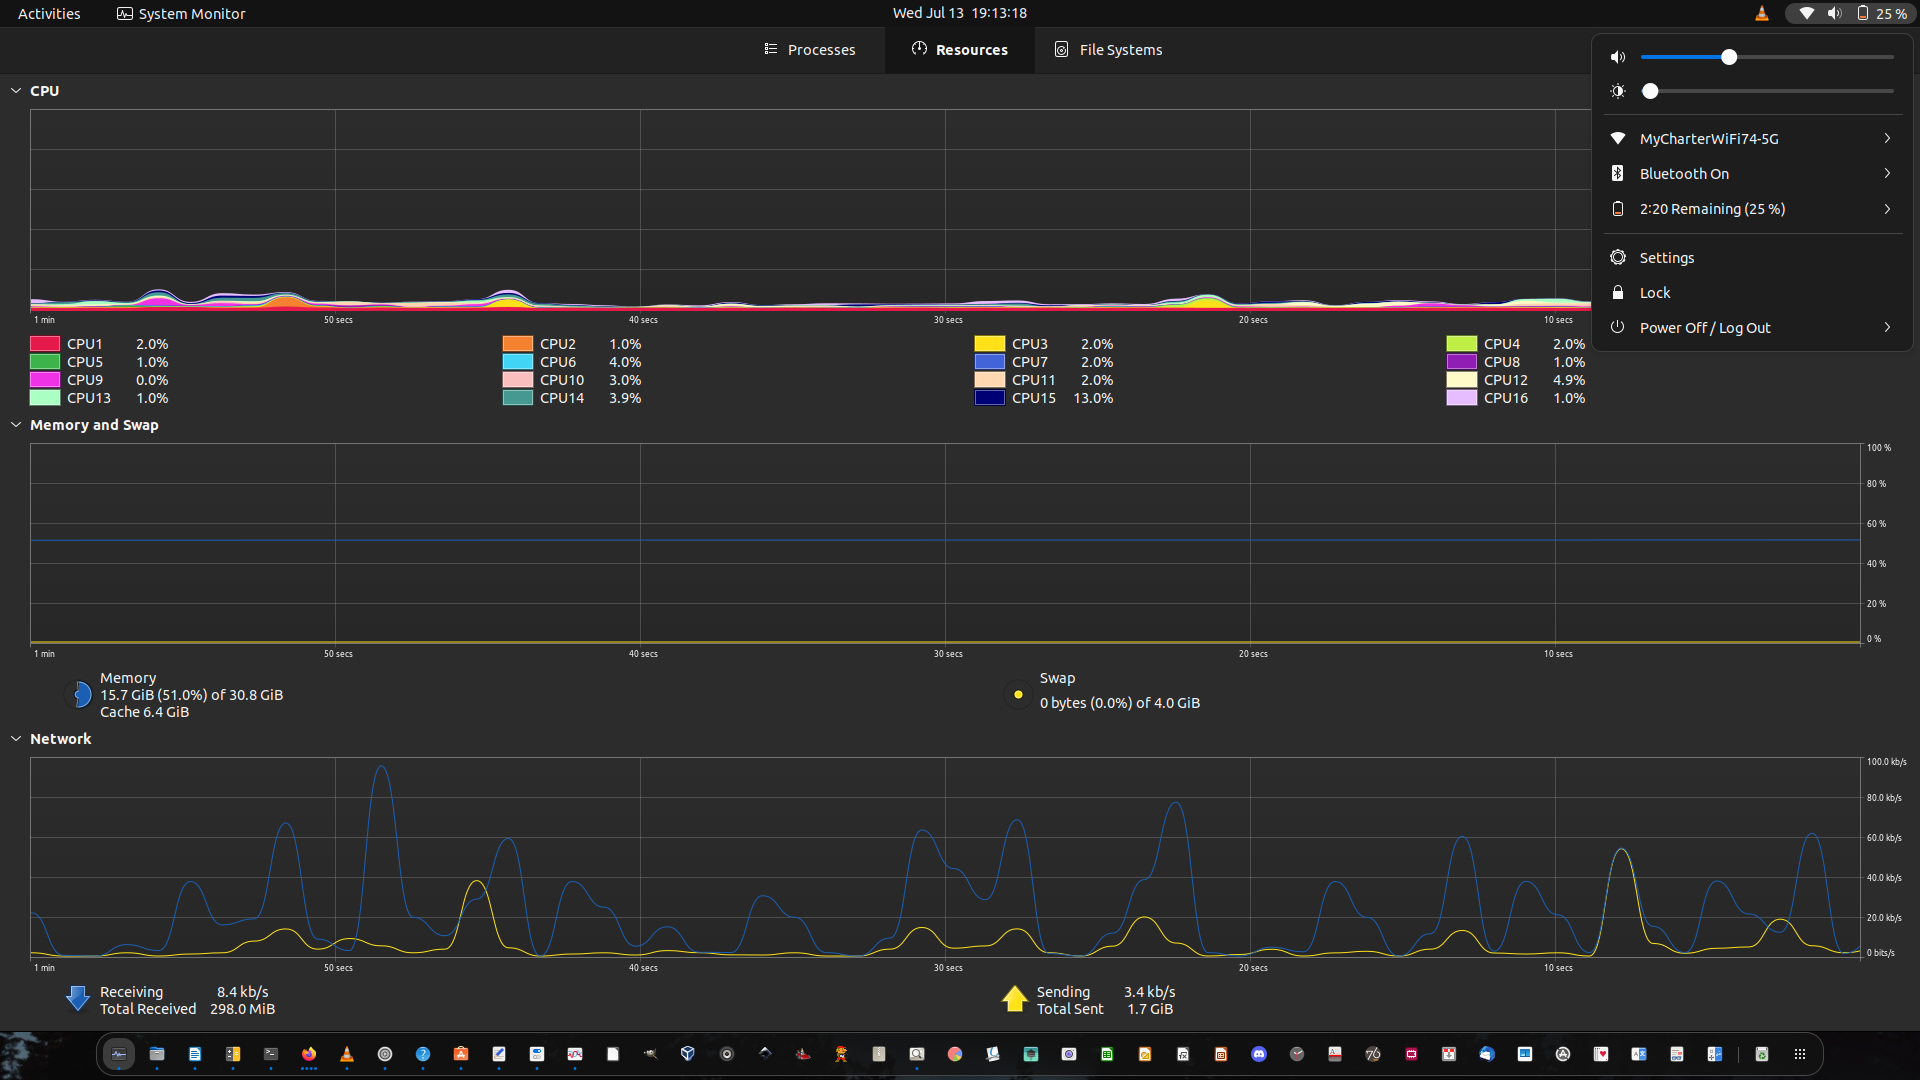 Activities System Monitor Wed Jul 13 19:13:18 25 %
Processes Resources File Systems
CPU
1 min 50 secs 40 secs 30 secs 20 secs 10 secs
CPU1 2.0% CPU2 1.0% CPU3 2.0% CPU4 2.0%
CPU5 1.0% CPU6 4.0% CPU7 2.0% CPU8 1.0%
CPU9 0.0% CPU10 3.0% CPU11 2.0% CPU12 4.9%
CPU13 1.0% CPU14 3.9% CPU15 13.0% CPU16 1.0%
MyCharterWiFi74-5G
Bluetooth On
2:20 Remaining (25 %)
Settings
Lock
Power Off / Log Out
Memory and Swap
100 %
80 %
60 %
40 %
20 %
0 %
1 min 50 secs 40 secs 30 secs 20 secs 10 secs
Memory
15.7 GiB (51.0%) of 30.8 GiB
Cache 6.4 GiB
Swap
0 bytes (0.0%) of 4.0 GiB
Network
100.0 kb/s
80.0 kb/s
60.0 kb/s
40.0 kb/s
20.0 kb/s
0 bits/s
1 min 50 secs 40 secs 30 secs 20 secs 10 secs
Receiving 8.4 kb/s
Total Received 298.0 MiB
Sending 3.4 kb/s
Total Sent 1.7 GiB